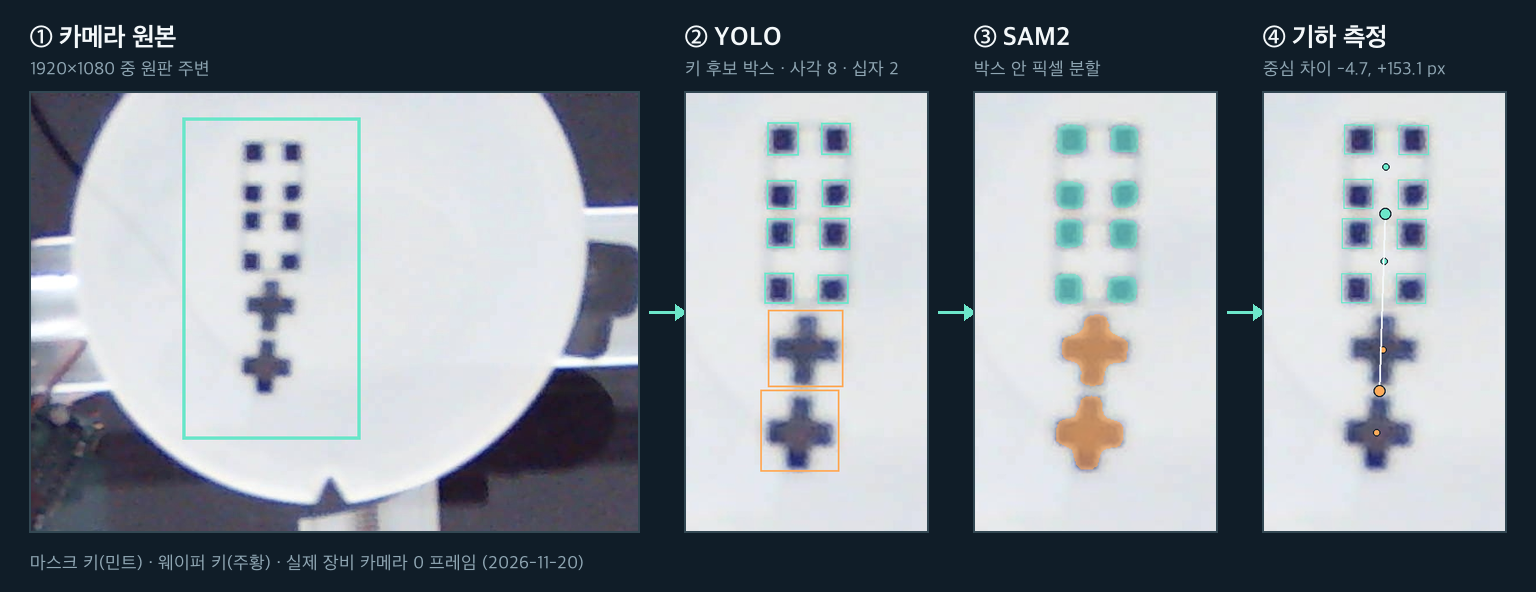 ① 카메라 원본
1920×1080 중 원판 주변
② YOLO
키 후보 박스 · 사각 8 · 십자 2
③ SAM2
박스 안 픽셀 분할
④ 기하 측정
중심 차이 -4.7, +153.1 px
마스크 키(민트) · 웨이퍼 키(주황) · 실제 장비 카메라 0 프레임 (2026-11-20)